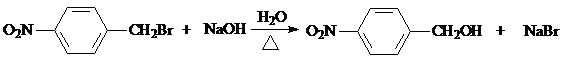 O₂N CH₂Br + NaOH H₂O △ O₂N CH₂OH + NaBr